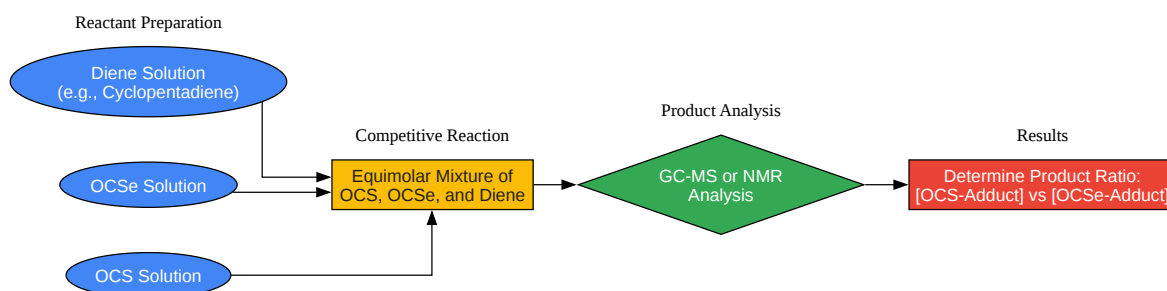 Reactant Preparation
Diene Solution
(e.g., Cyclopentadiene)
OCSe Solution
OCS Solution
Competitive Reaction
Equimolar Mixture of
OCS, OCSe, and Diene
Product Analysis
GC-MS or NMR
Analysis
Results
Determine Product Ratio:
[OCS-Adduct] vs [OCSe-Adduct]